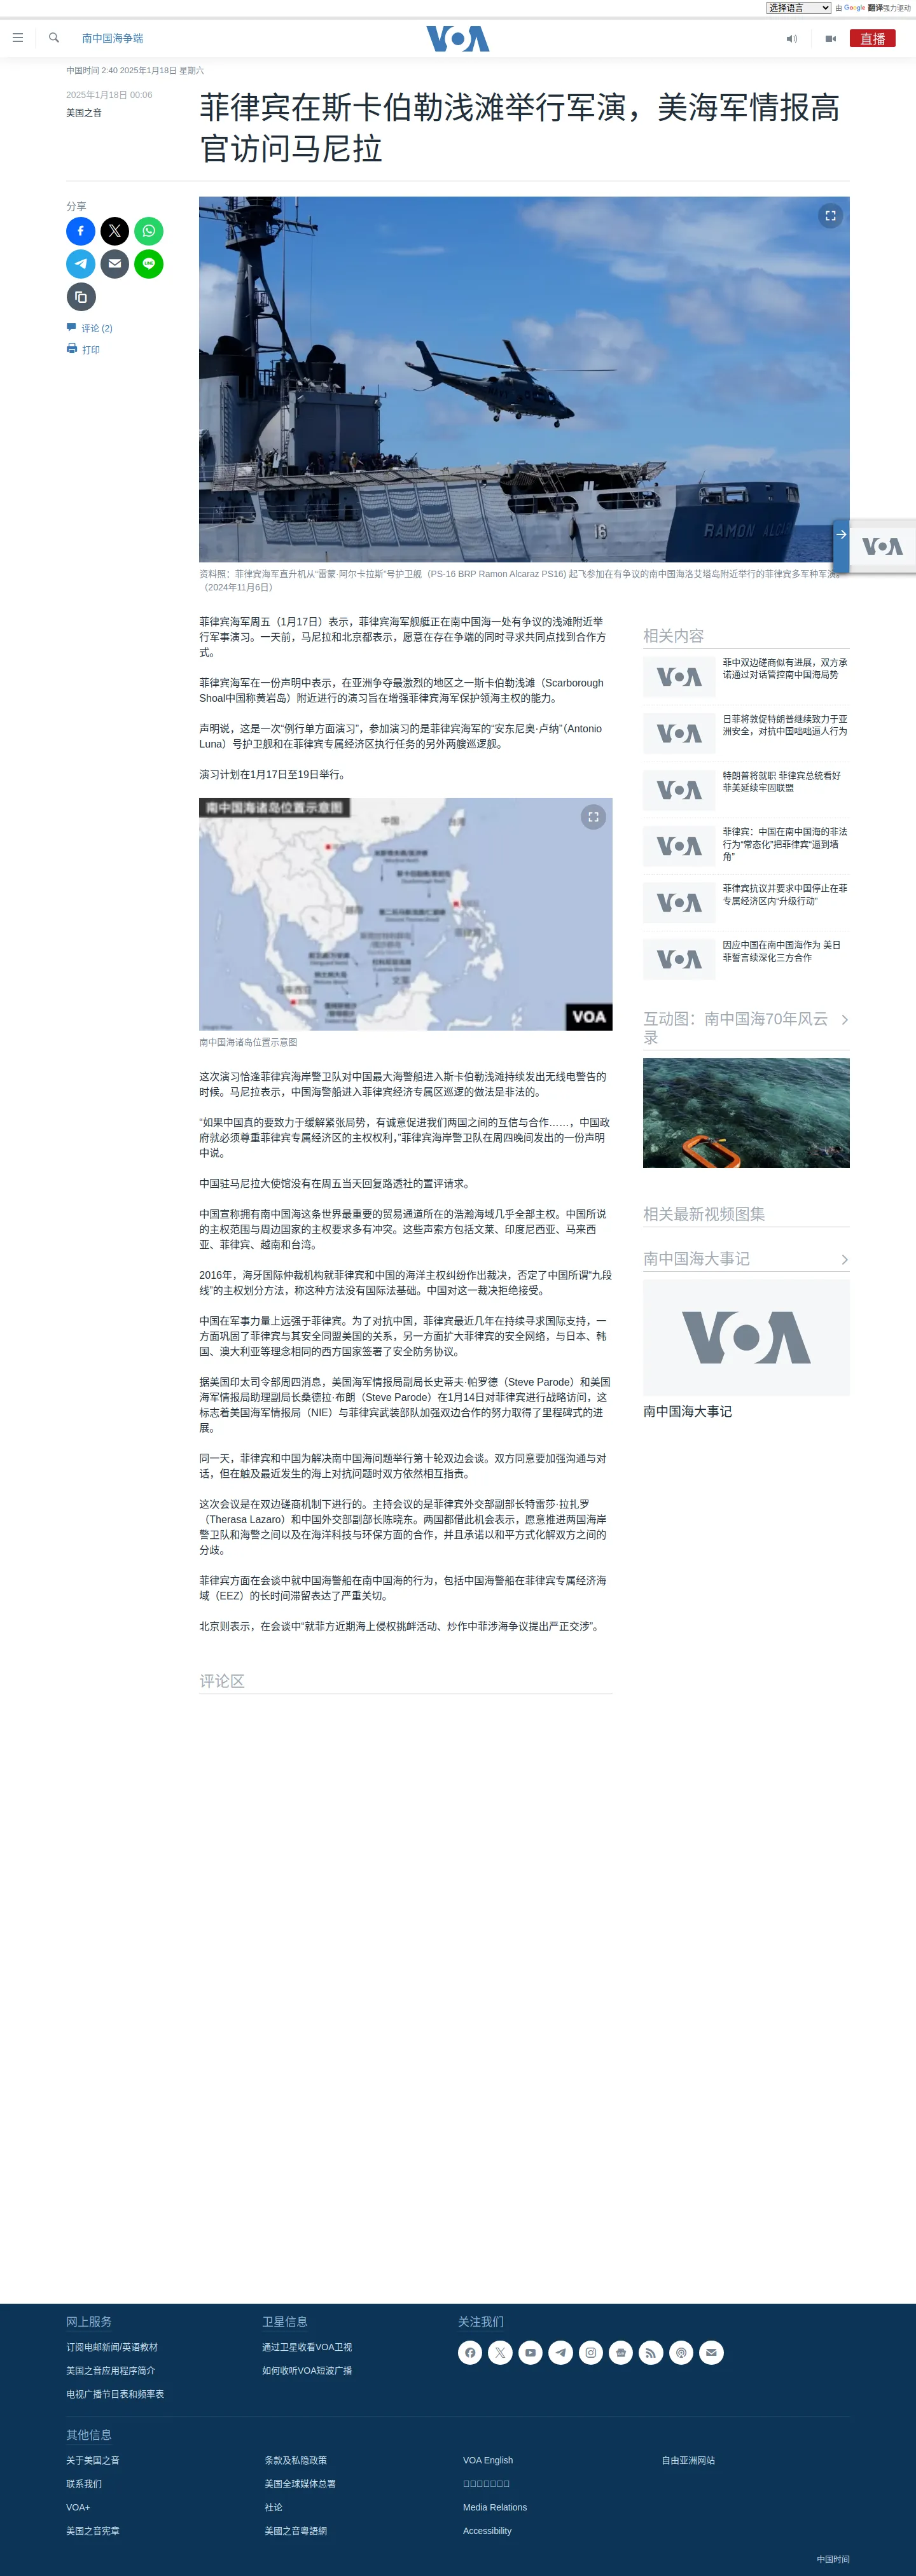 选择语言 由 Google 翻译强力驱动
南中国海争端
VOA
直播
中国时间 2:40 2025年1月18日 星期六
2025年1月18日 00:06
美国之音
菲律宾在斯卡伯勒浅滩举行军演，美海军情报高
官访问马尼拉
分享
评论 (2)
打印
16
RAMON ALCARAZ
VOA
资料照：菲律宾海军直升机从“雷蒙·阿尔卡拉斯”号护卫舰（PS-16 BRP Ramon Alcaraz PS16) 起飞参加在有争议的南中国海洛艾塔岛附近举行的菲律宾多军种军演。
（2024年11月6日）
菲律宾海军周五（1月17日）表示，菲律宾海军舰艇正在南中国海一处有争议的浅滩附近举
行军事演习。一天前，马尼拉和北京都表示，愿意在存在争端的同时寻求共同点找到合作方
式。
菲律宾海军在一份声明中表示，在亚洲争夺最激烈的地区之一斯卡伯勒浅滩（Scarborough
Shoal中国称黄岩岛）附近进行的演习旨在增强菲律宾海军保护领海主权的能力。
声明说，这是一次“例行单方面演习”，参加演习的是菲律宾海军的“安东尼奥·卢纳”（Antonio
Luna）号护卫舰和在菲律宾专属经济区执行任务的另外两艘巡逻舰。
演习计划在1月17日至19日举行。
南中国海诸岛位置示意图
中国
台湾
越南
菲律宾
文莱
马来西亚
VOA
南中国海诸岛位置示意图
这次演习恰逢菲律宾海岸警卫队对中国最大海警船进入斯卡伯勒浅滩持续发出无线电警告的
时候。马尼拉表示，中国海警船进入菲律宾经济专属区巡逻的做法是非法的。
“如果中国真的要致力于缓解紧张局势，有诚意促进我们两国之间的互信与合作……，中国政
府就必须尊重菲律宾专属经济区的主权权利，”菲律宾海岸警卫队在周四晚间发出的一份声明
中说。
中国驻马尼拉大使馆没有在周五当天回复路透社的置评请求。
中国宣称拥有南中国海这条世界最重要的贸易通道所在的浩瀚海域几乎全部主权。中国所说
的主权范围与周边国家的主权要求多有冲突。这些声索方包括文莱、印度尼西亚、马来西
亚、菲律宾、越南和台湾。
2016年，海牙国际仲裁机构就菲律宾和中国的海洋主权纠纷作出裁决，否定了中国所谓“九段
线”的主权划分方法，称这种方法没有国际法基础。中国对这一裁决拒绝接受。
中国在军事力量上远强于菲律宾。为了对抗中国，菲律宾最近几年在持续寻求国际支持，一
方面巩固了菲律宾与其安全同盟美国的关系，另一方面扩大菲律宾的安全网络，与日本、韩
国、澳大利亚等理念相同的西方国家签署了安全防务协议。
据美国印太司令部周四消息，美国海军情报局副局长史蒂夫·帕罗德（Steve Parode）和美国
海军情报局助理副局长桑德拉·布朗（Steve Parode）在1月14日对菲律宾进行战略访问，这
标志着美国海军情报局（NIE）与菲律宾武装部队加强双边合作的努力取得了里程碑式的进
展。
同一天，菲律宾和中国为解决南中国海问题举行第十轮双边会谈。双方同意要加强沟通与对
话，但在触及最近发生的海上对抗问题时双方依然相互指责。
这次会议是在双边磋商机制下进行的。主持会议的是菲律宾外交部副部长特雷莎·拉扎罗
（Therasa Lazaro）和中国外交部副部长陈晓东。两国都借此机会表示，愿意推进两国海岸
警卫队和海警之间以及在海洋科技与环保方面的合作，并且承诺以和平方式化解双方之间的
分歧。
菲律宾方面在会谈中就中国海警船在南中国海的行为，包括中国海警船在菲律宾专属经济海
域（EEZ）的长时间滞留表达了严重关切。
北京则表示，在会谈中“就菲方近期海上侵权挑衅活动、炒作中菲涉海争议提出严正交涉”。
评论区
相关内容
VOA
菲中双边磋商似有进展，双方承
诺通过对话管控南中国海局势
VOA
日菲将敦促特朗普继续致力于亚
洲安全，对抗中国咄咄逼人行为
VOA
特朗普将就职 菲律宾总统看好
菲美延续牢固联盟
VOA
菲律宾：中国在南中国海的非法
行为“常态化”把菲律宾“逼到墙
角”
VOA
菲律宾抗议并要求中国停止在菲
专属经济区内“升级行动”
VOA
因应中国在南中国海作为 美日
菲誓言续深化三方合作
互动图：南中国海70年风云
录
相关最新视频图集
南中国海大事记
VOA
南中国海大事记
网上服务
订阅电邮新闻/英语教材
美国之音应用程序简介
电视广播节目表和频率表
卫星信息
通过卫星收看VOA卫视
如何收听VOA短波广播
关注我们
其他信息
关于美国之音
条款及私隐政策
VOA English
自由亚洲网站
联系我们
美国全球媒体总署
VOA+
社论
Media Relations
美国之音宪章
美國之音粵語網
Accessibility
中国时间